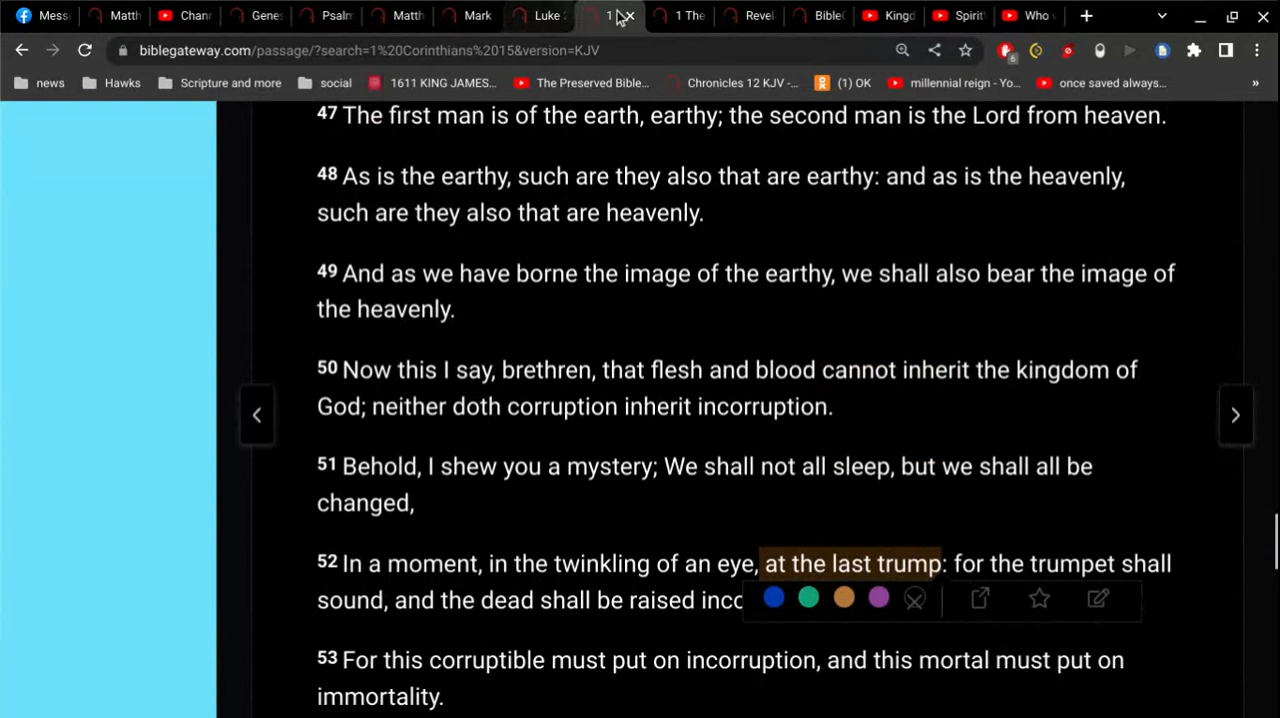 Mess Matth Chan Genes Psalm Matth Mark Luke 1 1 The Revel BibleG Kingd Spirit Who v
biblegateway.com/passage/?search=1%20Corinthians%2015&version=KJV
6
news Hawks Scripture and more social 1611 KING JAMES... The Preserved Bible... Chronicles 12 KJV -... (1) OK millennial reign - Yo... once saved always... »
47 The first man is of the earth, earthy; the second man is the Lord from heaven.
48 As is the earthy, such are they also that are earthy: and as is the heavenly,
such are they also that are heavenly.
49 And as we have borne the image of the earthy, we shall also bear the image of
the heavenly.
50 Now this I say, brethren, that flesh and blood cannot inherit the kingdom of
God; neither doth corruption inherit incorruption.
51 Behold, I shew you a mystery; We shall not all sleep, but we shall all be
changed,
52 In a moment, in the twinkling of an eye, at the last trump: for the trumpet shall
sound, and the dead shall be raised inco
53 For this corruptible must put on incorruption, and this mortal must put on
immortality.